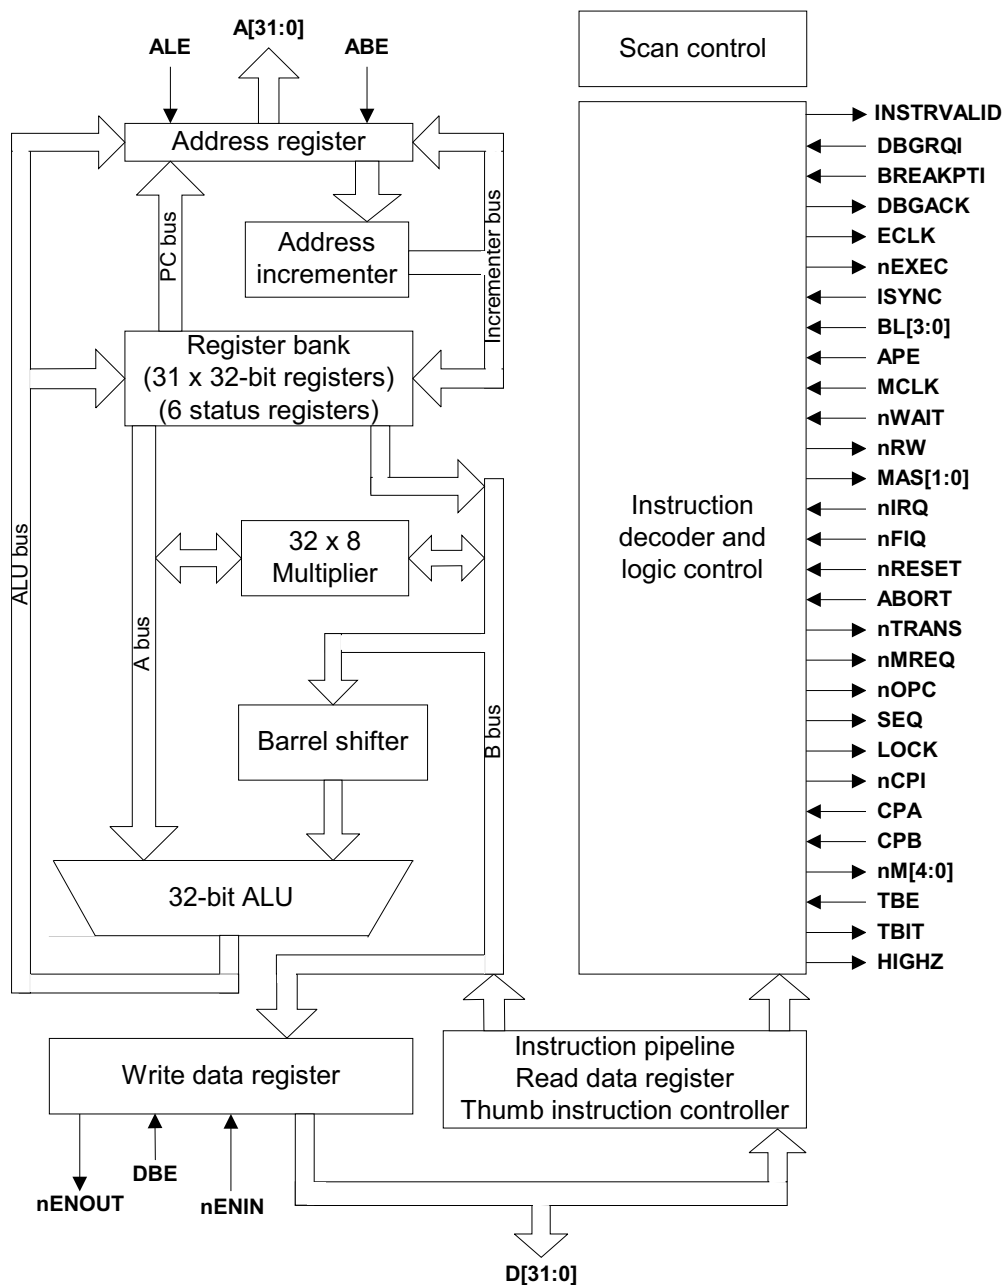 A[31:0]
ALE
ABE
Address register
PC bus
Address
incrementer
Incrementer bus
Register bank
(31 x 32-bit registers)
(6 status registers)
ALU bus
A bus
32 x 8
Multiplier
Barrel shifter
B bus
32-bit ALU
Write data register
nENOUT
DBE
nENIN
Instruction pipeline
Read data register
Thumb instruction controller
D[31:0]
Scan control
Instruction
decoder and
logic control
INSTRVALID
DBGRQI
BREAKPTI
DBGACK
ECLK
nEXEC
ISYNC
BL[3:0]
APE
MCLK
nWAIT
nRW
MAS[1:0]
nIRQ
nFIQ
nRESET
ABORT
nTRANS
nMREQ
nOPC
SEQ
LOCK
nCPI
CPA
CPB
nM[4:0]
TBE
TBIT
HIGHZ